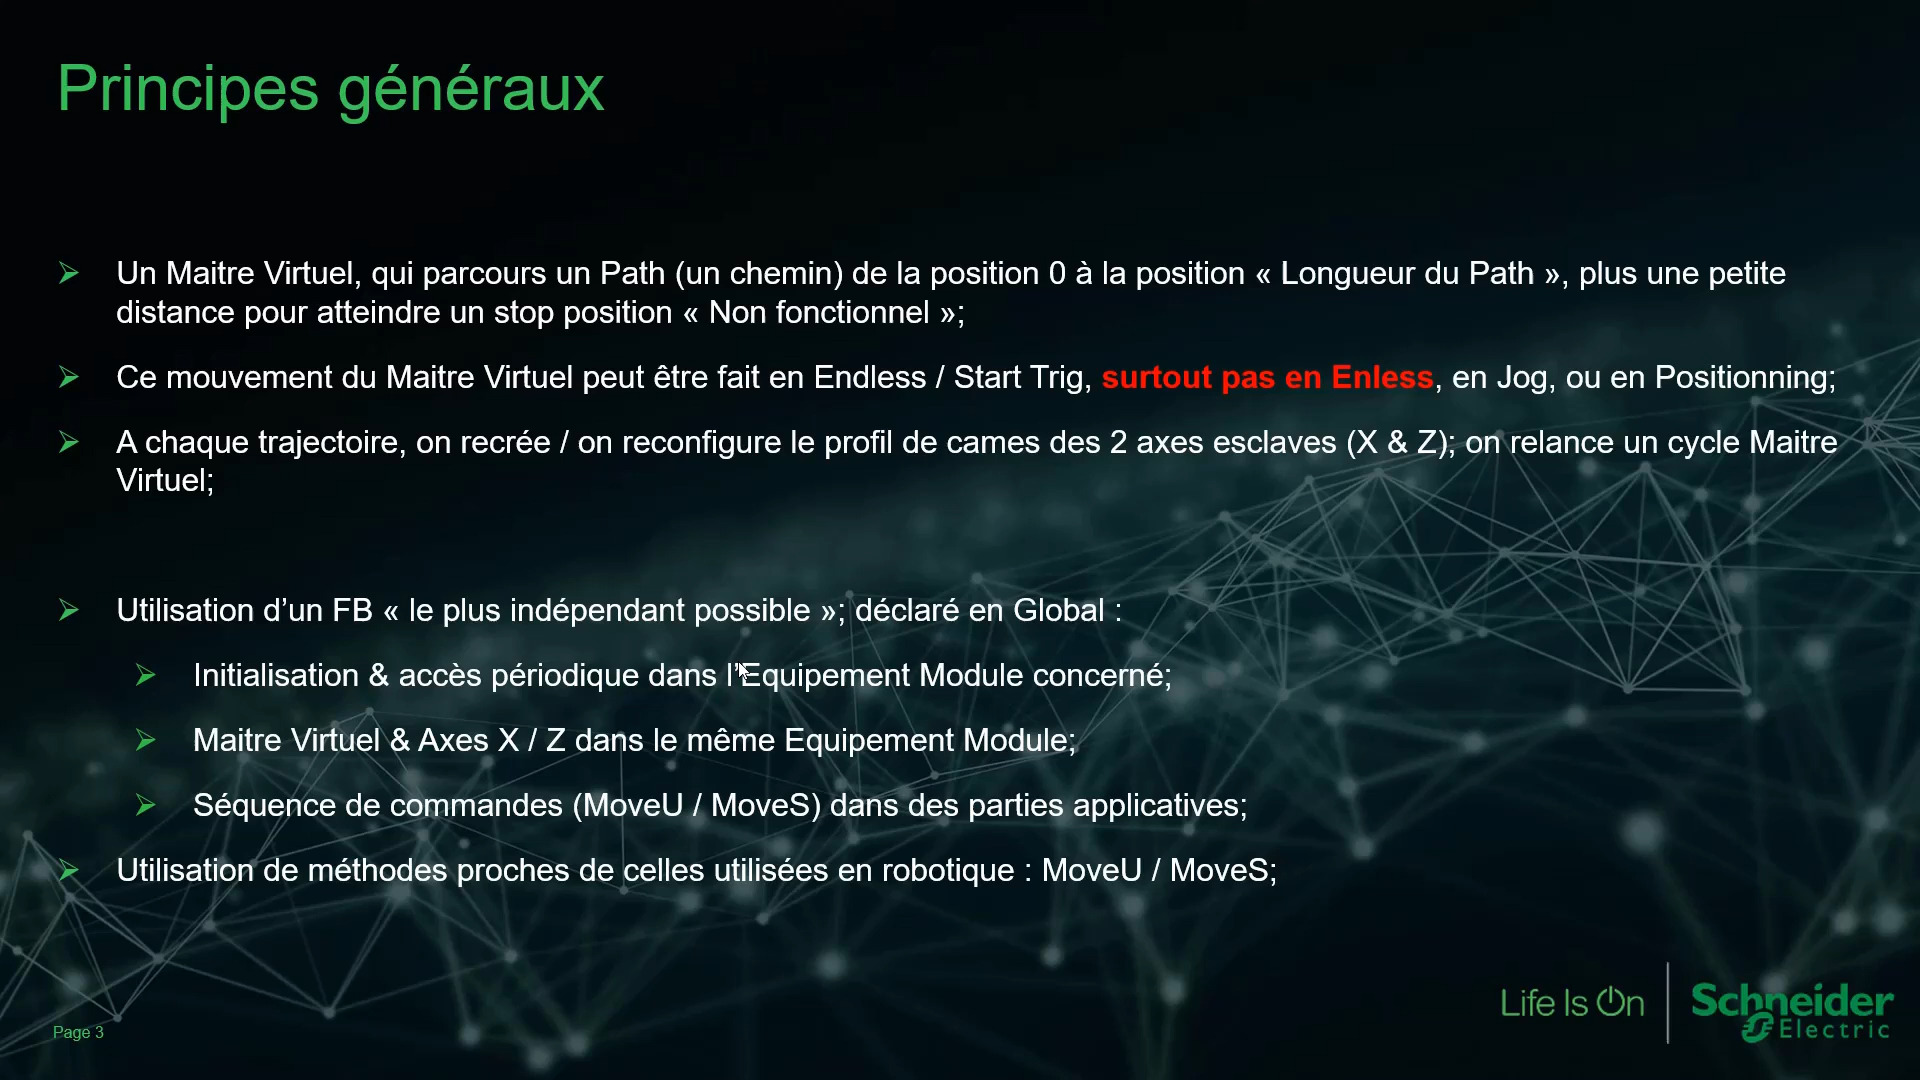 Principes généraux
Un Maitre Virtuel, qui parcours un Path (un chemin) de la position 0 à la position « Longueur du Path », plus une petite
distance pour atteindre un stop position « Non fonctionnel »;
Ce mouvement du Maitre Virtuel peut être fait en Endless / Start Trig, surtout pas en Enless, en Jog, ou en Positionning;
A chaque trajectoire, on recrée / on reconfigure le profil de cames des 2 axes esclaves (X & Z); on relance un cycle Maitre
Virtuel;
Utilisation d’un FB « le plus indépendant possible »; déclaré en Global :
Initialisation & accès périodique dans l’Equipement Module concerné;
Maitre Virtuel & Axes X / Z dans le même Equipement Module;
Séquence de commandes (MoveU / MoveS) dans des parties applicatives;
Utilisation de méthodes proches de celles utilisées en robotique : MoveU / MoveS;
Page 3
Life Is On
Schneider
Electric